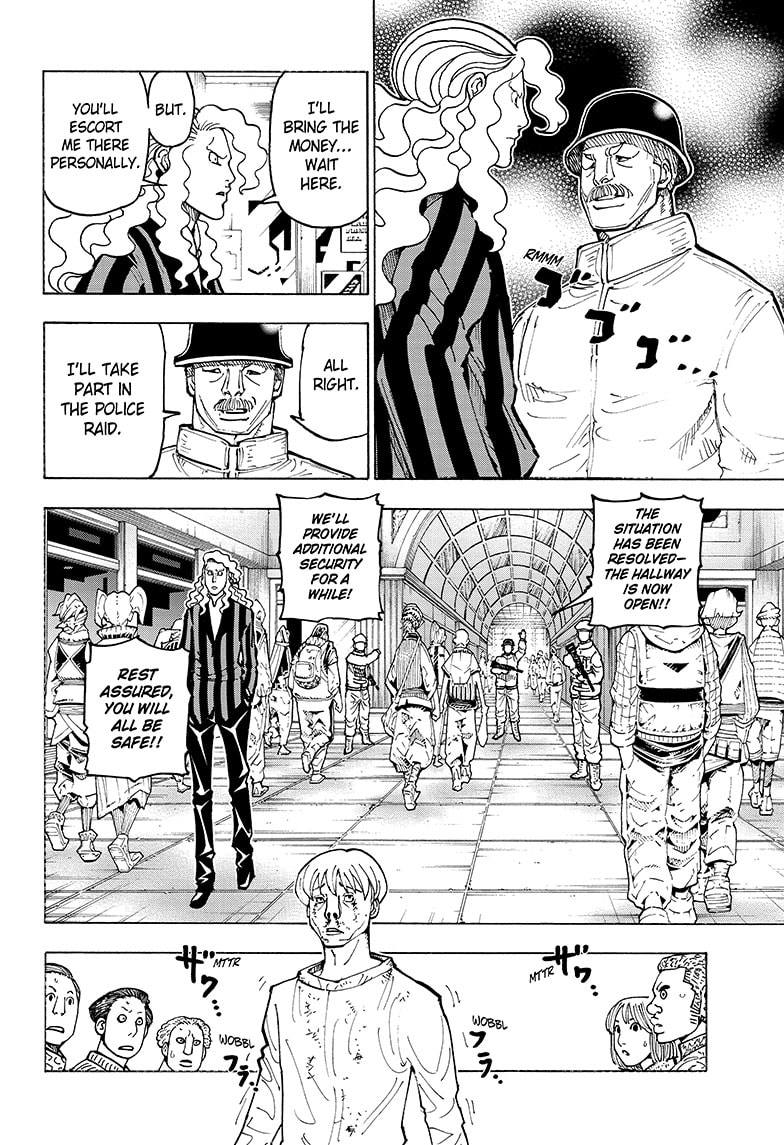 RMMM
ゴ
ゴ
ゴ...
I'LL
BRING THE
MONEY...
WAIT
HERE.
BUT.
YOU'LL
ESCORT
ME THERE
PERSONALLY.
ALL
RIGHT.
I'LL TAKE
PART IN
THE POLICE
RAID.
THE
SITUATION
HAS BEEN
RESOLVED—
THE HALLWAY
IS NOW
OPEN!!
WE'LL
PROVIDE
ADDITIONAL
SECURITY
FOR A
WHILE!
REST
ASSURED,
YOU WILL
ALL BE
SAFE!!
ザワ...
MTTR
ザワ...
MTTR
WOBBL
フラ..
WOBBL
フラ..